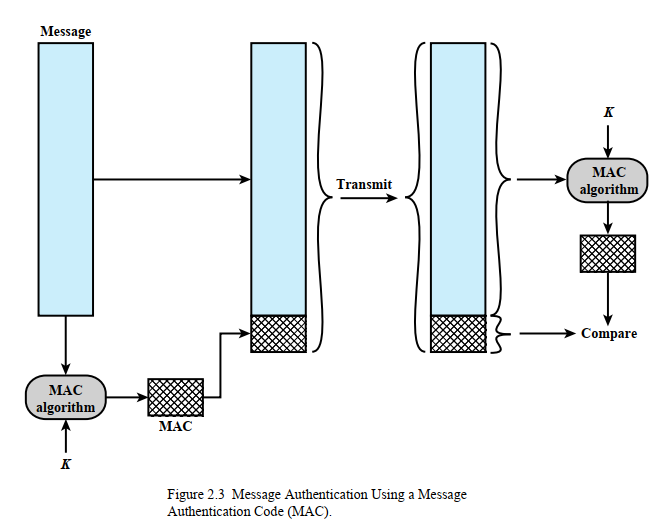 Message
K
MAC
algorithm
Transmit
Compare
MAC
algorithm
MAC
K
Figure 2.3 Message Authentication Using a Message
Authentication Code (MAC).